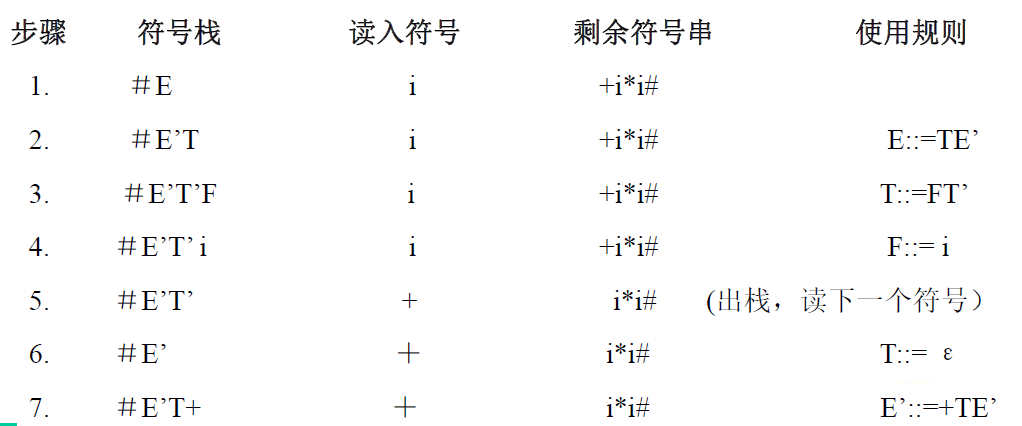 步骤 符号栈 读入符号 剩余符号串 使用规则
1. ＃E i +i*i#
2. ＃E’T i +i*i# E::=TE’
3. ＃E’T’F i +i*i# T::=FT’
4. ＃E’T’ i i +i*i# F::= i
5. ＃E’T’ + i*i# (出栈，读下一个符号）
6. ＃E’ ＋ i*i# T::= ε
7. ＃E’T+ ＋ i*i# E’::=+TE’